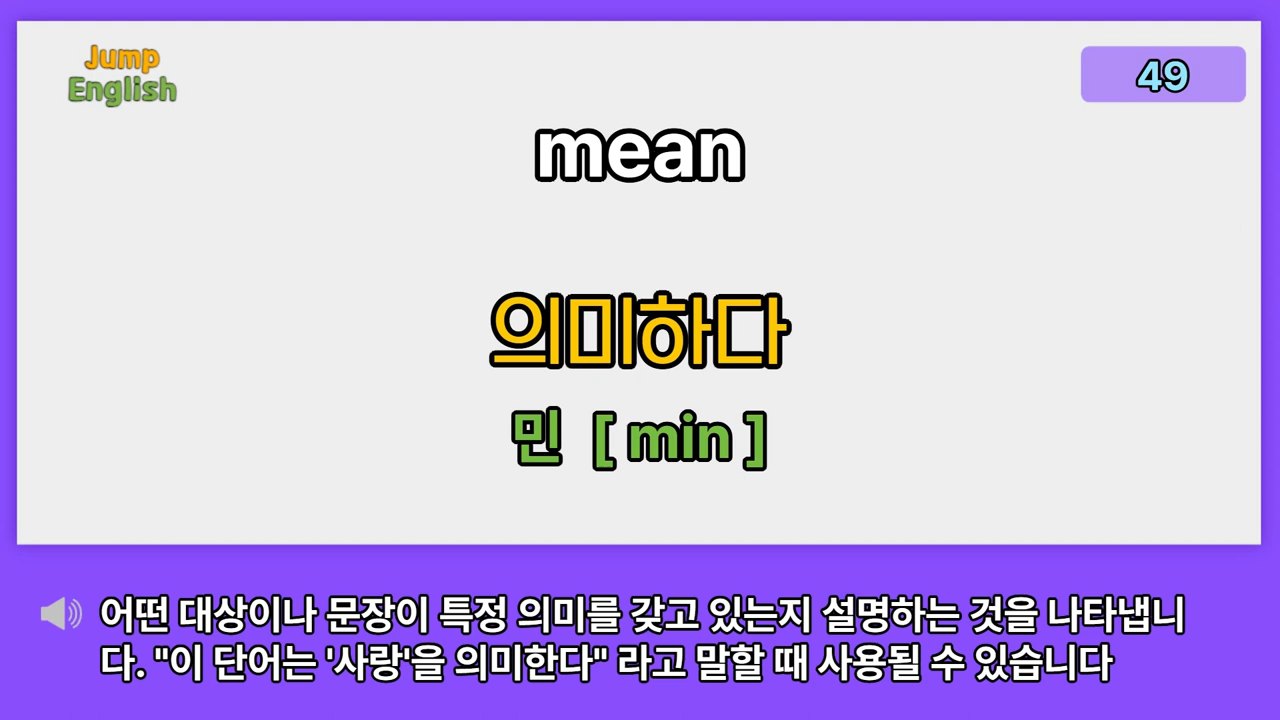 Jump
English
49
mean
의미하다
민 [ min ]
어떤 대상이나 문장이 특정 의미를 갖고 있는지 설명하는 것을 나타냅니
다. "이 단어는 '사랑'을 의미한다" 라고 말할 때 사용될 수 있습니다